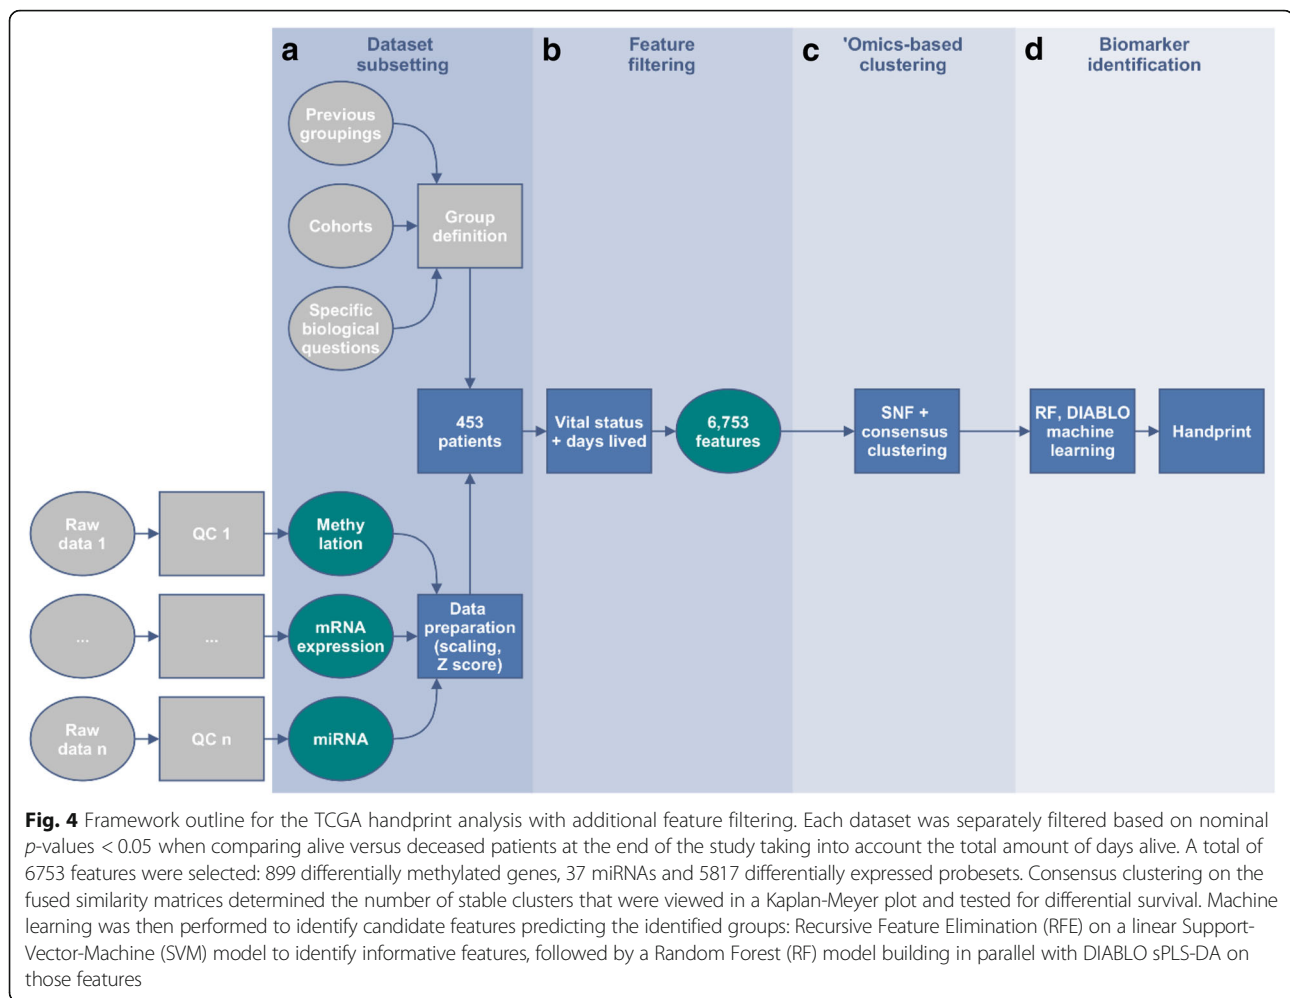 a
Dataset
subsetting
b
Feature
filtering
c
'Omics-based
clustering
d
Biomarker
identification
Previous
groupings
Cohorts
Group
definition
Specific
biological
questions
453
patients
Vital status
+ days lived
6,753
features
SNF +
consensus
clustering
RF, DIABLO
machine
learning
Handprint
Raw
data 1
QC 1
Methy
lation
...
...
mRNA
expression
Data
preparation
(scaling,
Z score)
Raw
data n
QC n
miRNA
Fig. 4 Framework outline for the TCGA handprint analysis with additional feature filtering. Each dataset was separately filtered based on nominal
p-values < 0.05 when comparing alive versus deceased patients at the end of the study taking into account the total amount of days alive. A total of
6753 features were selected: 899 differentially methylated genes, 37 miRNAs and 5817 differentially expressed probesets. Consensus clustering on the
fused similarity matrices determined the number of stable clusters that were viewed in a Kaplan-Meyer plot and tested for differential survival. Machine
learning was then performed to identify candidate features predicting the identified groups: Recursive Feature Elimination (RFE) on a linear Support-
Vector-Machine (SVM) model to identify informative features, followed by a Random Forest (RF) model building in parallel with DIABLO sPLS-DA on
those features